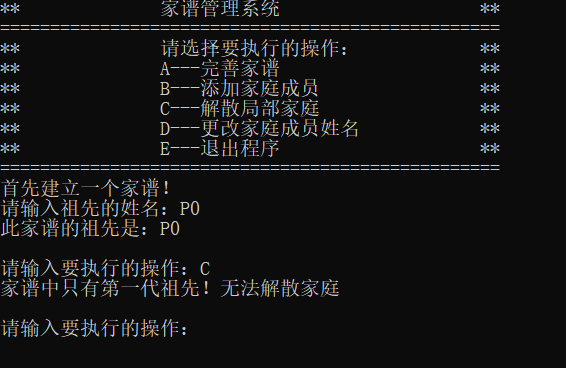 **              家谱管理系统                    **
==================================================
**              请选择要执行的操作:             **
**              A---完善家谱                    **
**              B---添加家庭成员                **
**              C---解散局部家庭                **
**              D---更改家庭成员姓名            **
**              E---退出程序                    **
==================================================
首先建立一个家谱!
请输入祖先的姓名: P0
此家谱的祖先是: P0
请输入要执行的操作: C
家谱中只有第一代祖先! 无法解散家庭
请输入要执行的操作: